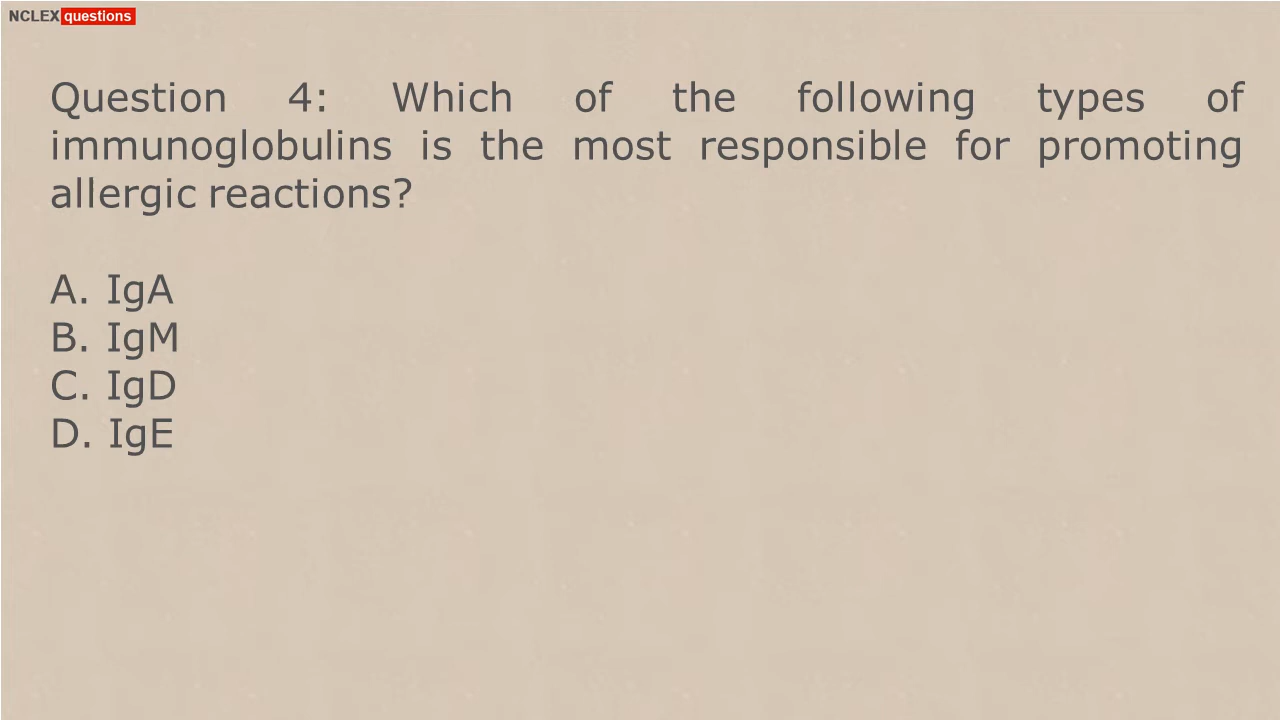 NCLEX questions
Question 4: Which of the following types of
immunoglobulins is the most responsible for promoting
allergic reactions?
A. IgA
B. IgM
C. IgD
D. IgE